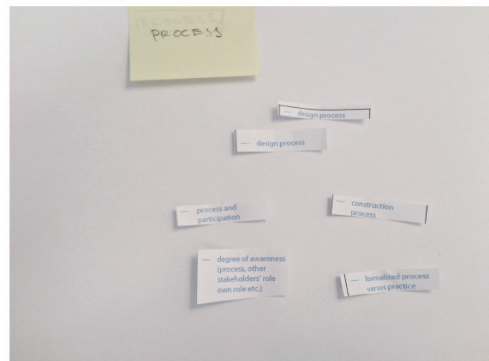 PROCESS
— design process
— design process
— process and
participation
— construction
process
— degree of awareness
(process, other
stakeholders' role
own role etc.)
— formalized process
versus practice